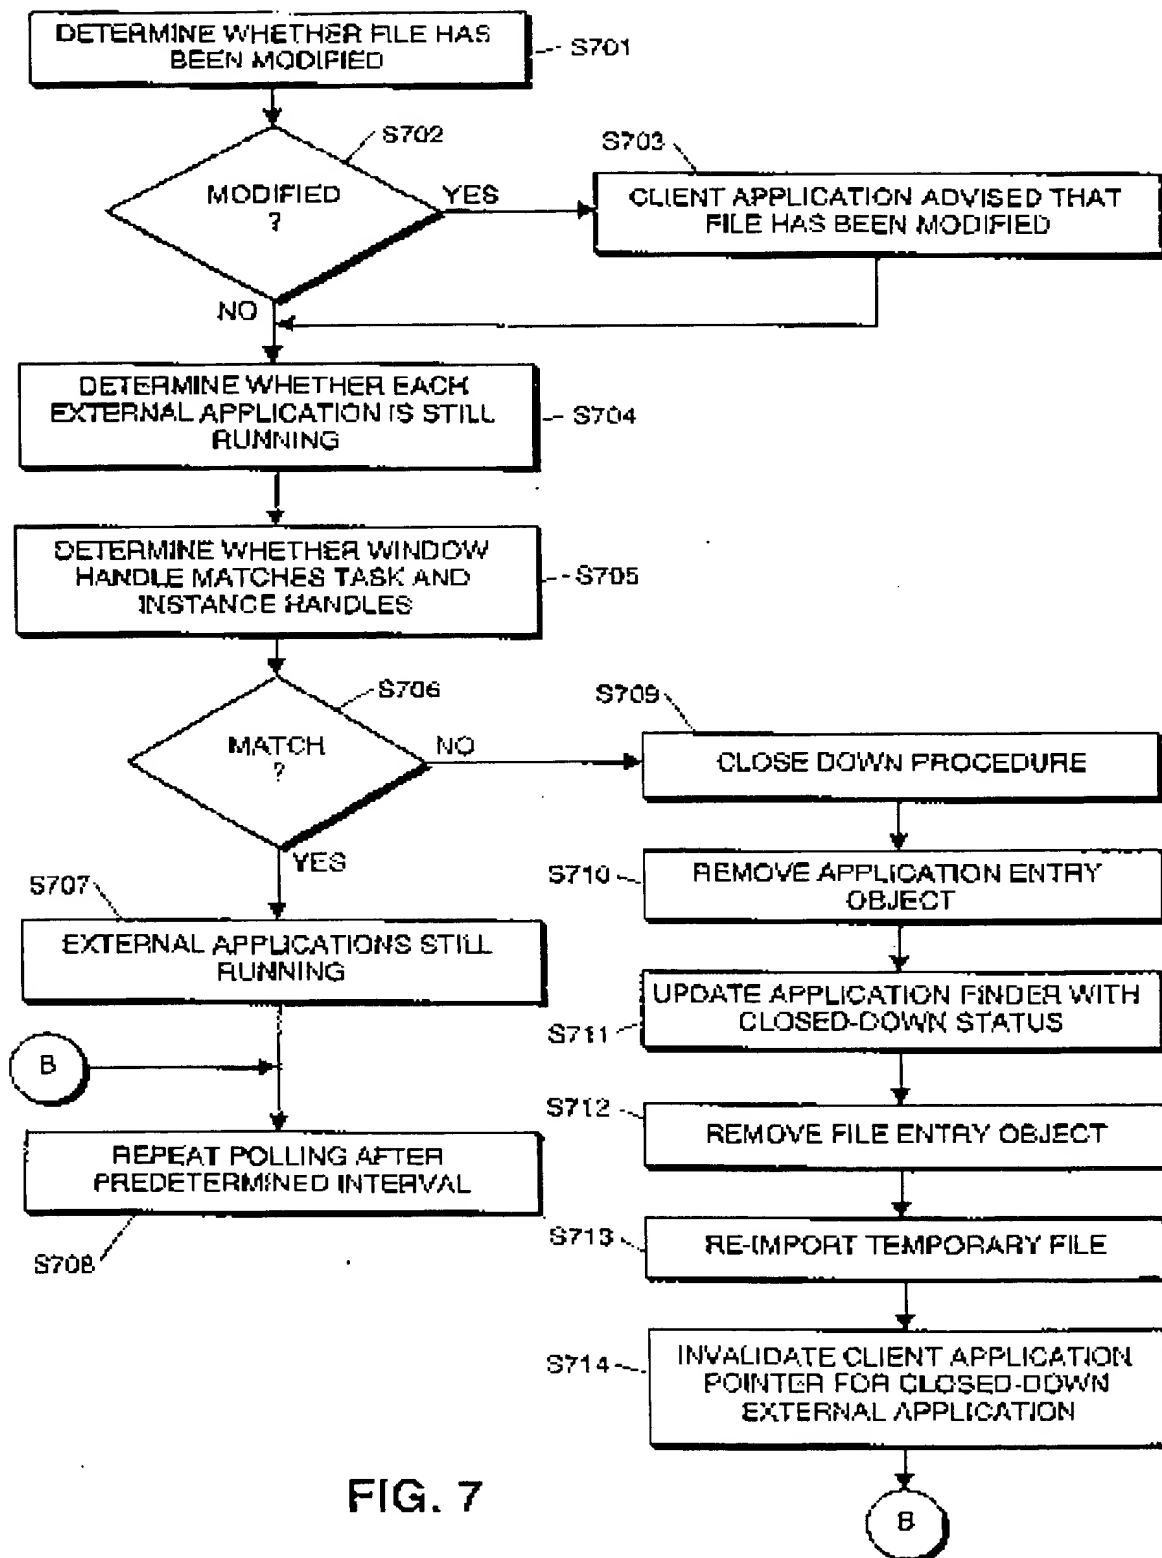 DETERMINE WHETHER FILE HAS
BEEN MODIFIED
S701
S702
MODIFIED
?
YES
S703
CLIENT APPLICATION ADVISED THAT
FILE HAS BEEN MODIFIED
NO
DETERMINE WHETHER EACH
EXTERNAL APPLICATION IS STILL
RUNNING
S704
DETERMINE WHETHER WINDOW
HANDLE MATCHES TASK AND
INSTANCE HANDLES
S705
S706
MATCH
?
NO
YES
S707
EXTERNAL APPLICATIONS STILL
RUNNING
B
REPEAT POLLING AFTER
PREDETERMINED INTERVAL
S708
S709
CLOSE DOWN PROCEDURE
S710
REMOVE APPLICATION ENTRY
OBJECT
S711
UPDATE APPLICATION FINDER WITH
CLOSED-DOWN STATUS
S712
REMOVE FILE ENTRY OBJECT
S713
RE-IMPORT TEMPORARY FILE
S714
INVALIDATE CLIENT APPLICATION
POINTER FOR CLOSED-DOWN
EXTERNAL APPLICATION
B
FIG. 7